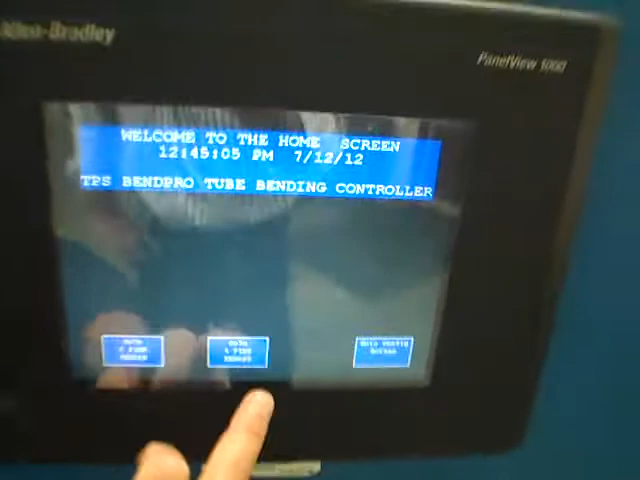 Allen-Bradley
PanelView 1000
WELCOME TO THE HOME SCREEN
12:45:05 PM 7/12/12
TPS BENDPRO TUBE BENDING CONTROLLER